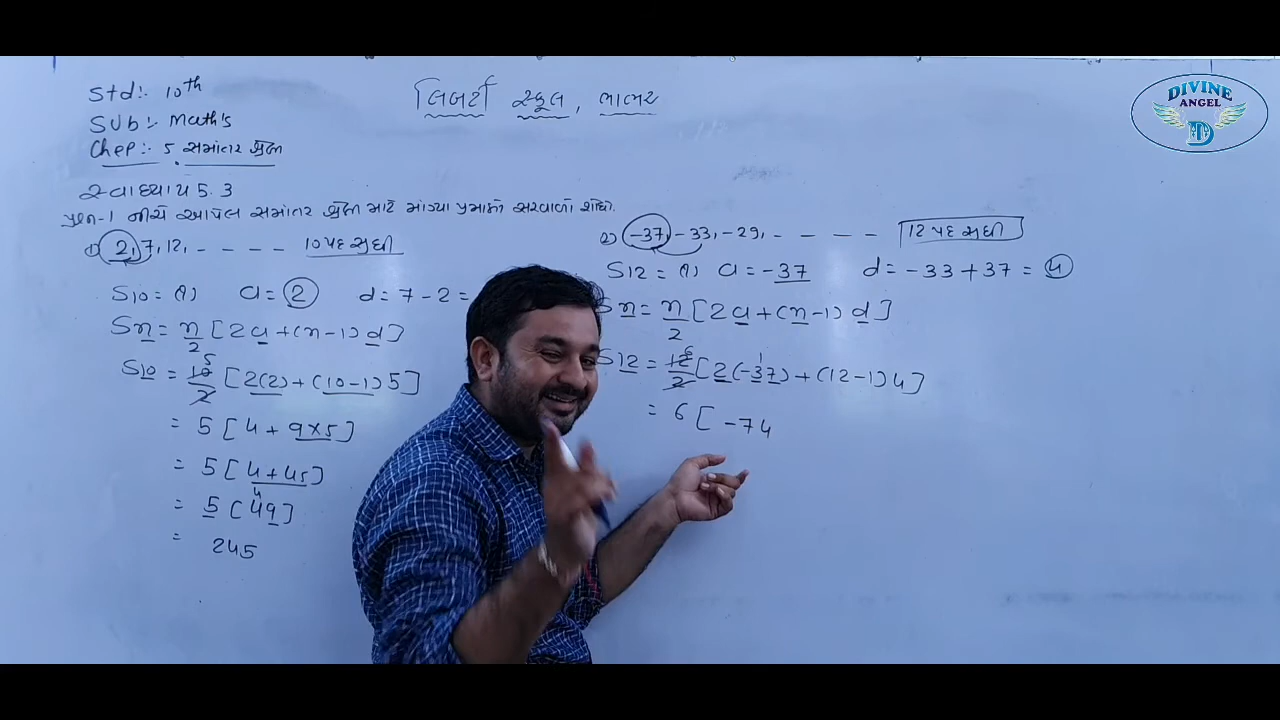 Std:- 10th
Sub:- Math's
Chep:- 5 સમાંતર શ્રેણી
લિબર્ટી સ્કૂલ, ભાભર
DIVINE
ANGEL
D
સ્વાધ્યાય 5.3
પ્રશ્ન-1 નીચે આપેલ સમાંતર શ્રેણી માટે માંગ્યા પ્રમાણે સરવાળો શોધો.
2, 7, 12, - - - - 10 પદ સુધી
S10 = (?) a = 2 d = 7 - 2 =
Sn = n/2 [2a + (n-1) d]
S10 = 10/2 5 [2(2) + (10-1) 5]
= 5 [4 + 9×5]
= 5 [4 + 45]
4
= 5 [49]
= 245
-37, -33, -29, - - - - - 12 પદ સુધી
S12 = (?) a = -37 d = -33 + 37 = 4
Sn = n/2 [2a + (n-1) d]
S12 = 12/2 6 [2(-37) + (12-1) 4]
1
= 6 [ -74